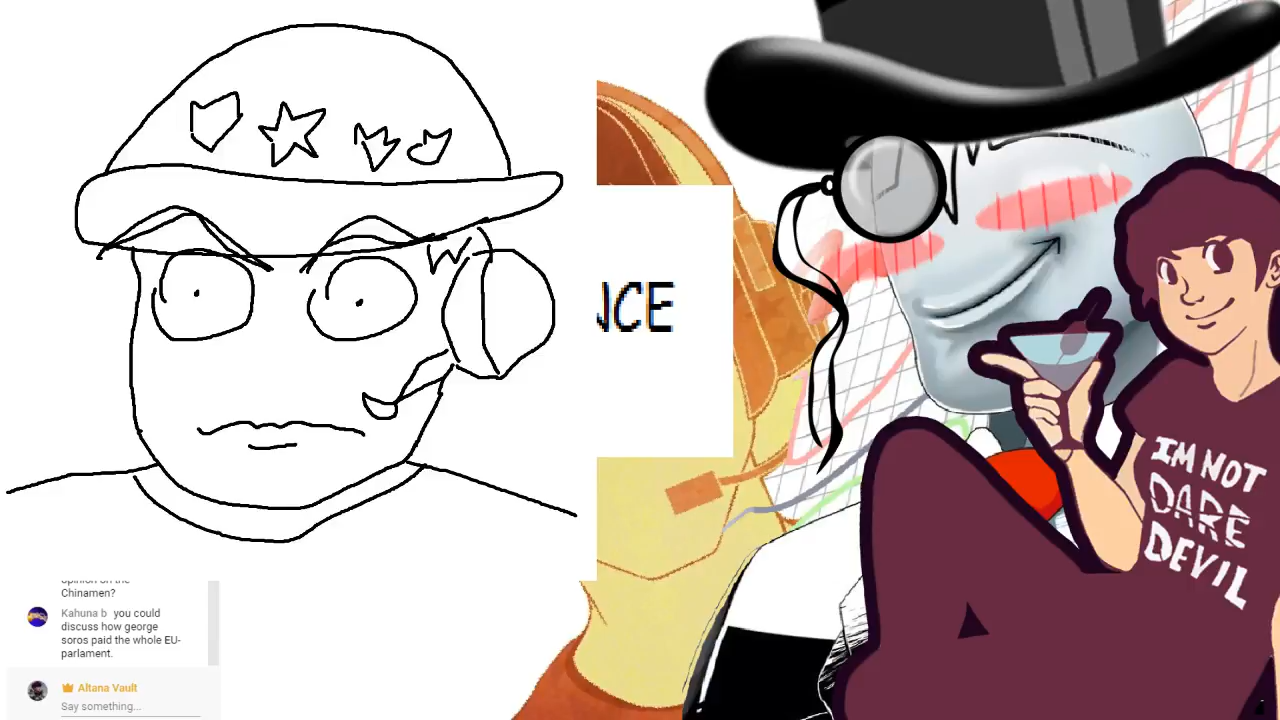 NCE
IM NOT
DARE
DEVIL
opinion on the
Chinamen?
Kahuna b you could
discuss how george
soros paid the whole EU-
parlament.
Altana Vault
Say something...